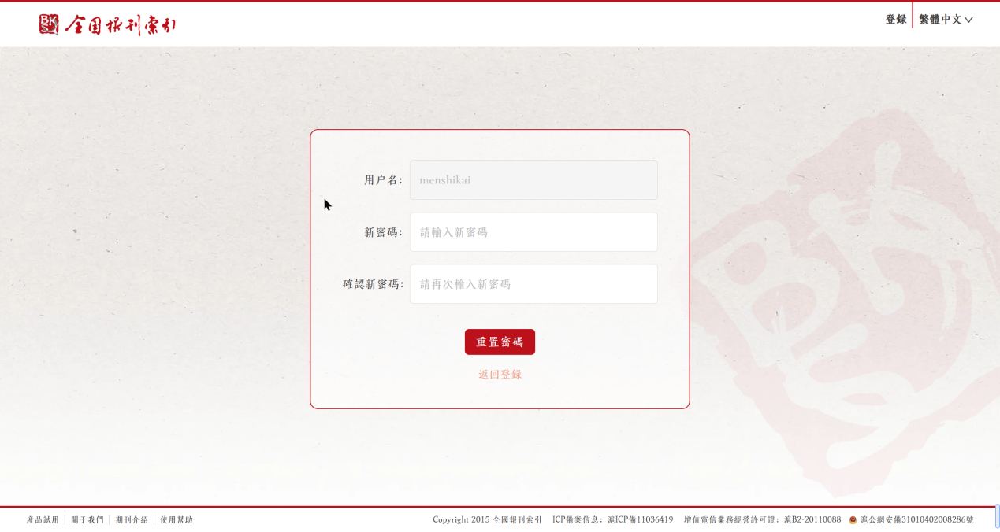 BK 全国报刊索引
登録 繁體中文
用户名:
menshikai
新密碼:
請輸入新密碼
確認新密碼:
請再次輸入新密碼
重置密碼
返回登録
産品試用 關于我們 期刊介紹 使用幫助
Copyright 2015 全國報刊索引 ICP備案信息: 滬ICP備11036419 增值電信業務經營許可證: 滬B2-20110088 滬公網安備31010402008286號